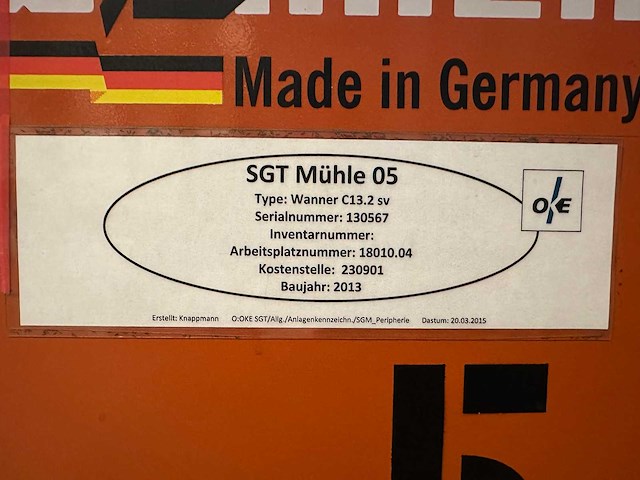 Made in Germany
SGT Mühle 05
Type: Wanner C13.2 sv
Serialnummer: 130567
Inventarnummer:
Arbeitsplatznummer: 18010.04
Kostenstelle: 230901
Baujahr: 2013
OKE
Erstellt: Knappmann O:OKE SGT/Allg./Anlagenkennzeichn./SGM_Peripherie Dastum: 20.03.2015